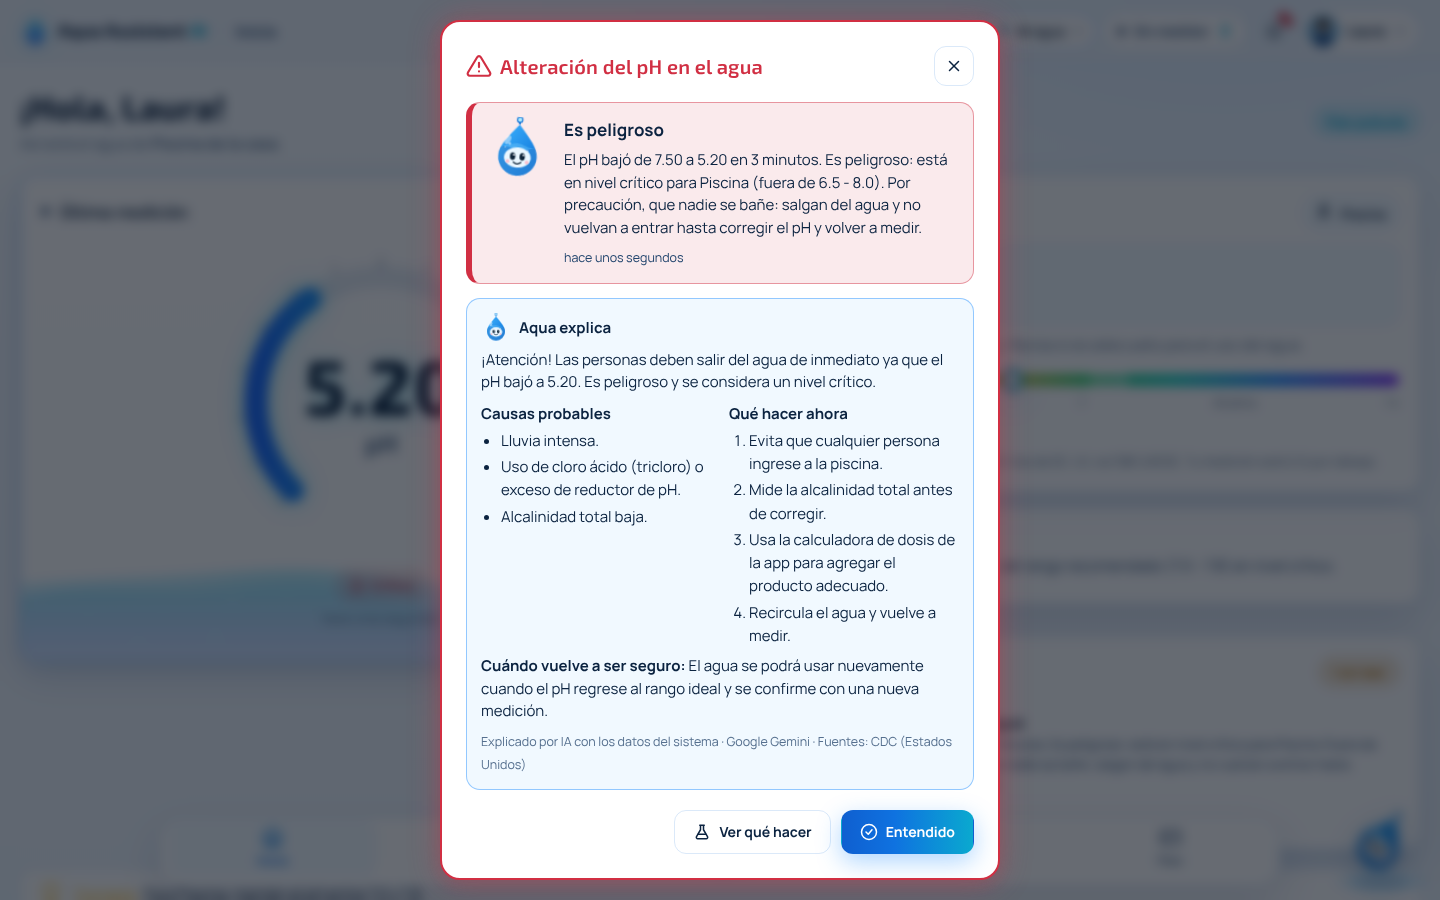 ¡Hola, Laura!
Alteración del pH en el agua
Es peligroso
El pH bajó de 7.50 a 5.20 en 3 minutos. Es peligroso: está
en nivel crítico para Piscina (fuera de 6.5 - 8.0). Por
precaución, que nadie se bañe: salgan del agua y no
vuelvan a entrar hasta corregir el pH y volver a medir.
hace unos segundos
5.20
pH
Aqua explica
¡Atención! Las personas deben salir del agua de inmediato ya que el
pH bajó a 5.20. Es peligroso y se considera un nivel crítico.
Causas probables
• Lluvia intensa.
• Uso de cloro ácido (tricloro) o
exceso de reductor de pH.
• Alcalinidad total baja.
Qué hacer ahora
1. Evita que cualquier persona
ingrese a la piscina.
2. Mide la alcalinidad total antes
de corregir.
3. Usa la calculadora de dosis de
la app para agregar el
producto adecuado.
4. Recircula el agua y vuelve a
medir.
Cuándo vuelve a ser seguro: El agua se podrá usar nuevamente
cuando el pH regrese al rango ideal y se confirme con una nueva
medición.
Explicado por IA con los datos del sistema · Google Gemini · Fuentes: CDC (Estados
Unidos)
Ver qué hacer
Entendido